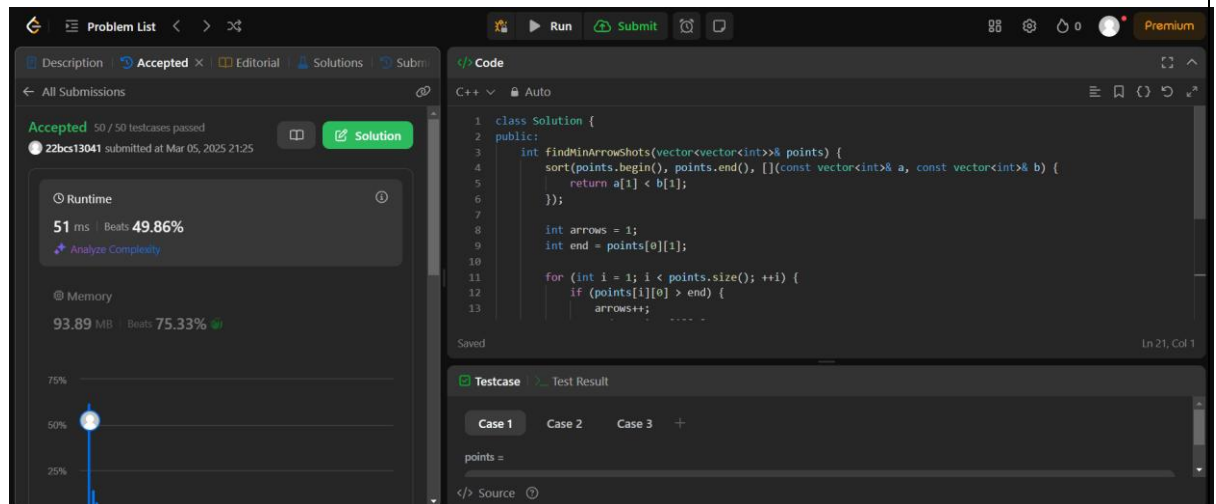 Problem List
Run
Submit
0
Premium
Description
Accepted
Editorial
Solutions
Subm
All Submissions
Accepted 50 / 50 testcases passed
Solution
22bcs13041 submitted at Mar 05, 2025 21:25
Runtime
51 ms Beats 49.86%
Analyze Complexity
Memory
93.89 MB Beats 75.33%
75%
50%
25%
</> Code
C++ Auto
1 class Solution {
2 public:
3 int findMinArrowShots(vector<vector<int>>& points) {
4 sort(points.begin(), points.end(), [](const vector<int>& a, const vector<int>& b) {
5 return a[1] < b[1];
6 });
7
8 int arrows = 1;
9 int end = points[0][1];
10
11 for (int i = 1; i < points.size(); ++i) {
12 if (points[i][0] > end) {
13 arrows++;
Saved
Ln 21, Col 1
Testcase
>_ Test Result
Case 1 Case 2 Case 3 +
points =
</> Source